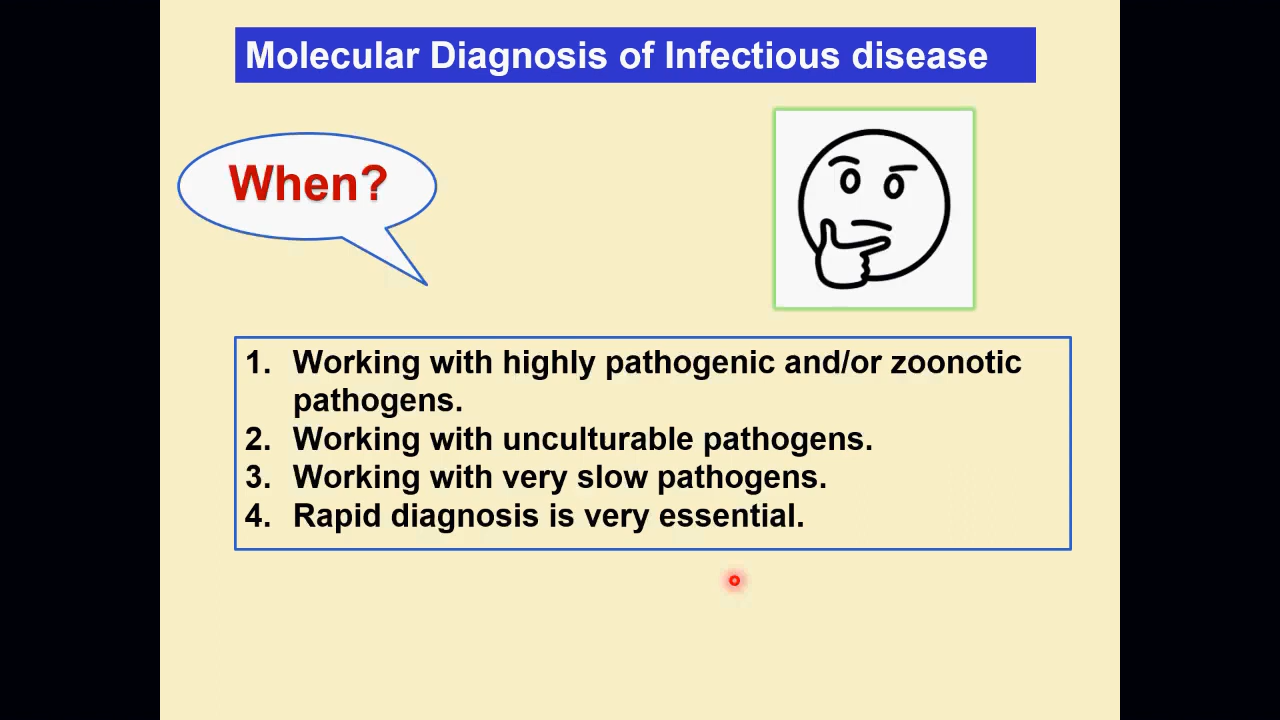 Molecular Diagnosis of Infectious disease
When?
1. Working with highly pathogenic and/or zoonotic
pathogens.
2. Working with unculturable pathogens.
3. Working with very slow pathogens.
4. Rapid diagnosis is very essential.